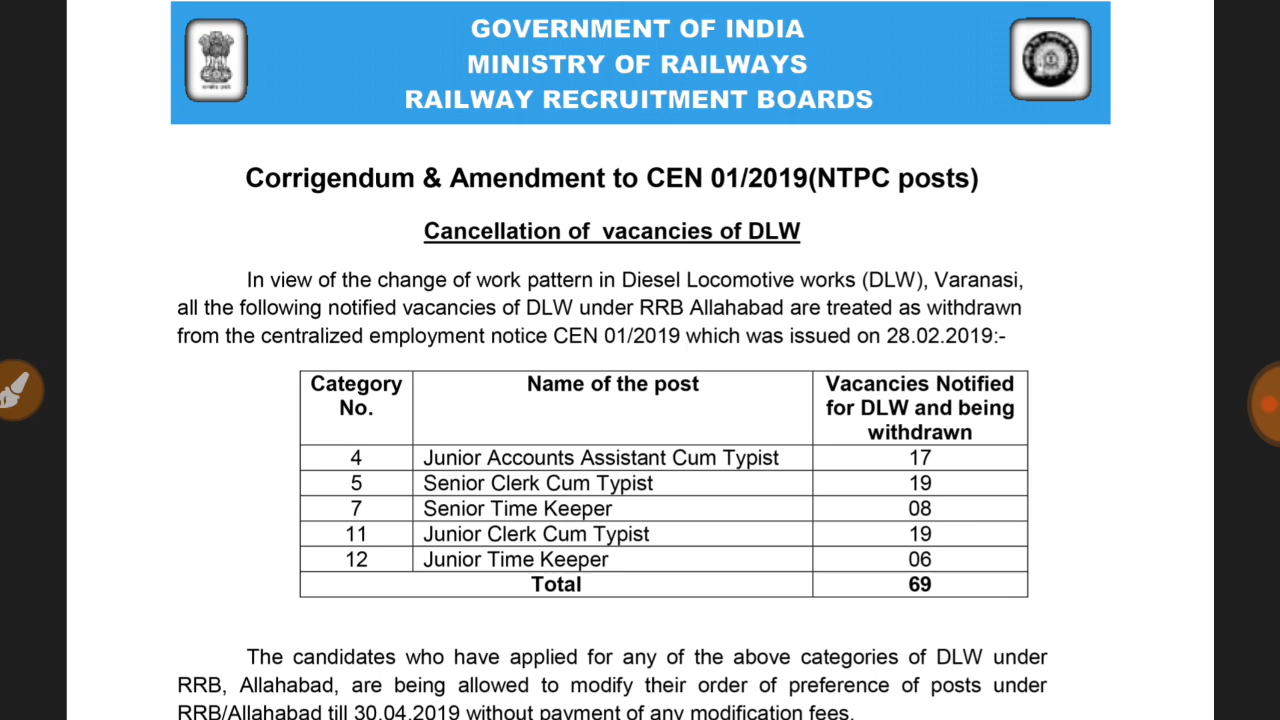 GOVERNMENT OF INDIA
MINISTRY OF RAILWAYS
RAILWAY RECRUITMENT BOARDS
Corrigendum & Amendment to CEN 01/2019(NTPC posts)
Cancellation of vacancies of DLW
In view of the change of work pattern in Diesel Locomotive works (DLW), Varanasi,
all the following notified vacancies of DLW under RRB Allahabad are treated as withdrawn
from the centralized employment notice CEN 01/2019 which was issued on 28.02.2019:-
Category No. Name of the post Vacancies Notified for DLW and being withdrawn
4 Junior Accounts Assistant Cum Typist 17
5 Senior Clerk Cum Typist 19
7 Senior Time Keeper 08
11 Junior Clerk Cum Typist 19
12 Junior Time Keeper 06
Total 69
The candidates who have applied for any of the above categories of DLW under
RRB, Allahabad, are being allowed to modify their order of preference of posts under
RRB/Allahabad till 30.04.2019 without payment of any modification fees.